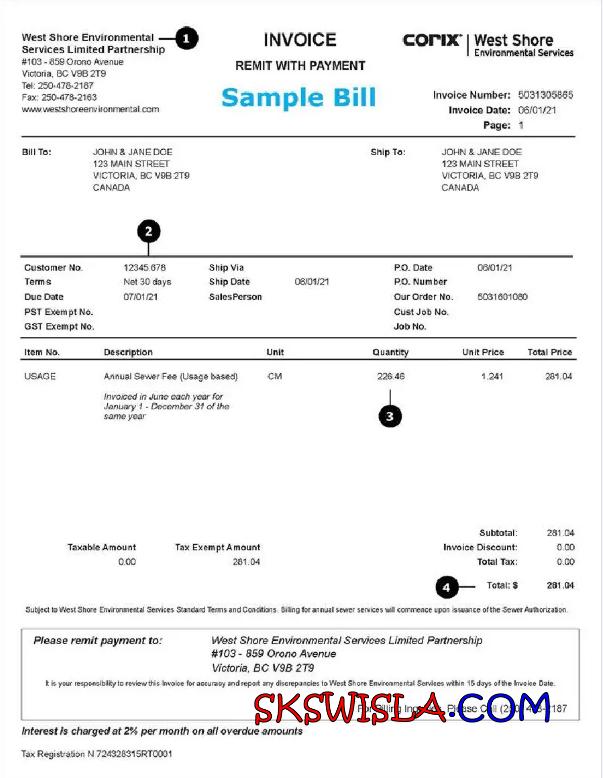 West Shore Environmental
Services Limited Partnership
#103 - 859 Orono Avenue
Victoria, BC V9B 2T9
Tel: 250-478-2187
Fax: 250-478-2163
www.westshoreenvironmental.com
1
INVOICE
REMIT WITH PAYMENT
Sample Bill
corix West Shore
Environmental Services
Invoice Number: 5031305865
Invoice Date: 06/01/21
Page: 1
Bill To: JOHN & JANE DOE
123 MAIN STREET
VICTORIA, BC V9B 2T9
CANADA
Ship To: JOHN & JANE DOE
123 MAIN STREET
VICTORIA, BC V9B 2T9
CANADA
2
Customer No. 12345.678 Ship Via P.O. Date 06/01/21
Terms Net 30 days Ship Date 06/01/21 P.O. Number
Due Date 07/01/21 SalesPerson Our Order No. 5031601080
PST Exempt No. Cust Job No.
GST Exempt No. Job No.
Item No. Description Unit Quantity Unit Price Total Price
USAGE Annual Sewer Fee (Usage based) CM 226.46 1.241 281.04
Invoiced in June each year for
January 1 - December 31 of the
same year
3
Subtotal: 281.04
Taxable Amount Tax Exempt Amount Invoice Discount: 0.00
0.00 281.04 Total Tax: 0.00
4 Total: $ 281.04
Subject to West Shore Environmental Services Standard Terms and Conditions. Billing for annual sewer services will commence upon issuance of the Sewer Authorization.
Please remit payment to: West Shore Environmental Services Limited Partnership
#103 - 859 Orono Avenue
Victoria, BC V9B 2T9
It is your responsibility to review this Invoice for accuracy and report any discrepancies to West Shore Environmental Services within 15 days of the Invoice Date.
For Billing Please Call 2187
SKSWISLA.COM
Interest is charged at 2% per month on all overdue amounts
Tax Registration N 724328315RT0001